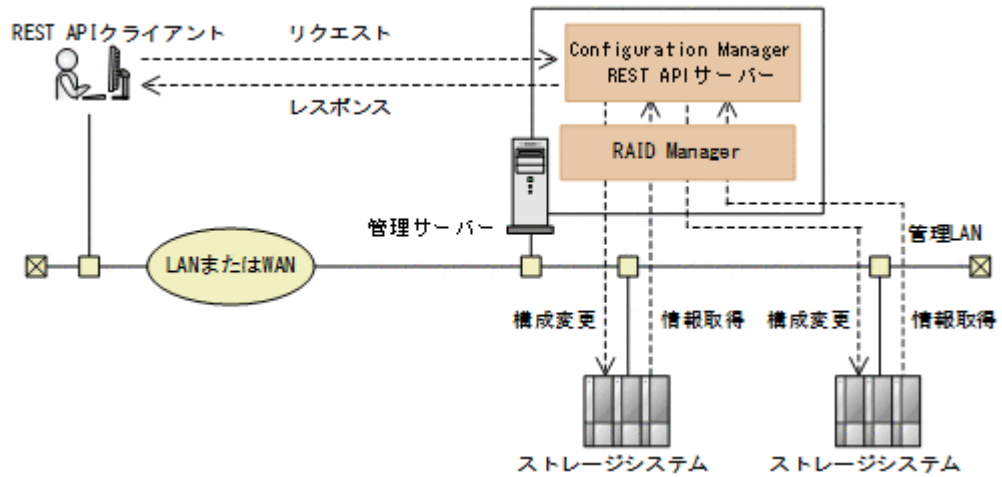 REST APIクライアント
リクエスト
レスポンス
Configuration Manager
REST APIサーバー
RAID Manager
管理サーバー
管理LAN
LANまたはWAN
構成変更
情報取得
構成変更
情報取得
ストレージシステム
ストレージシステム